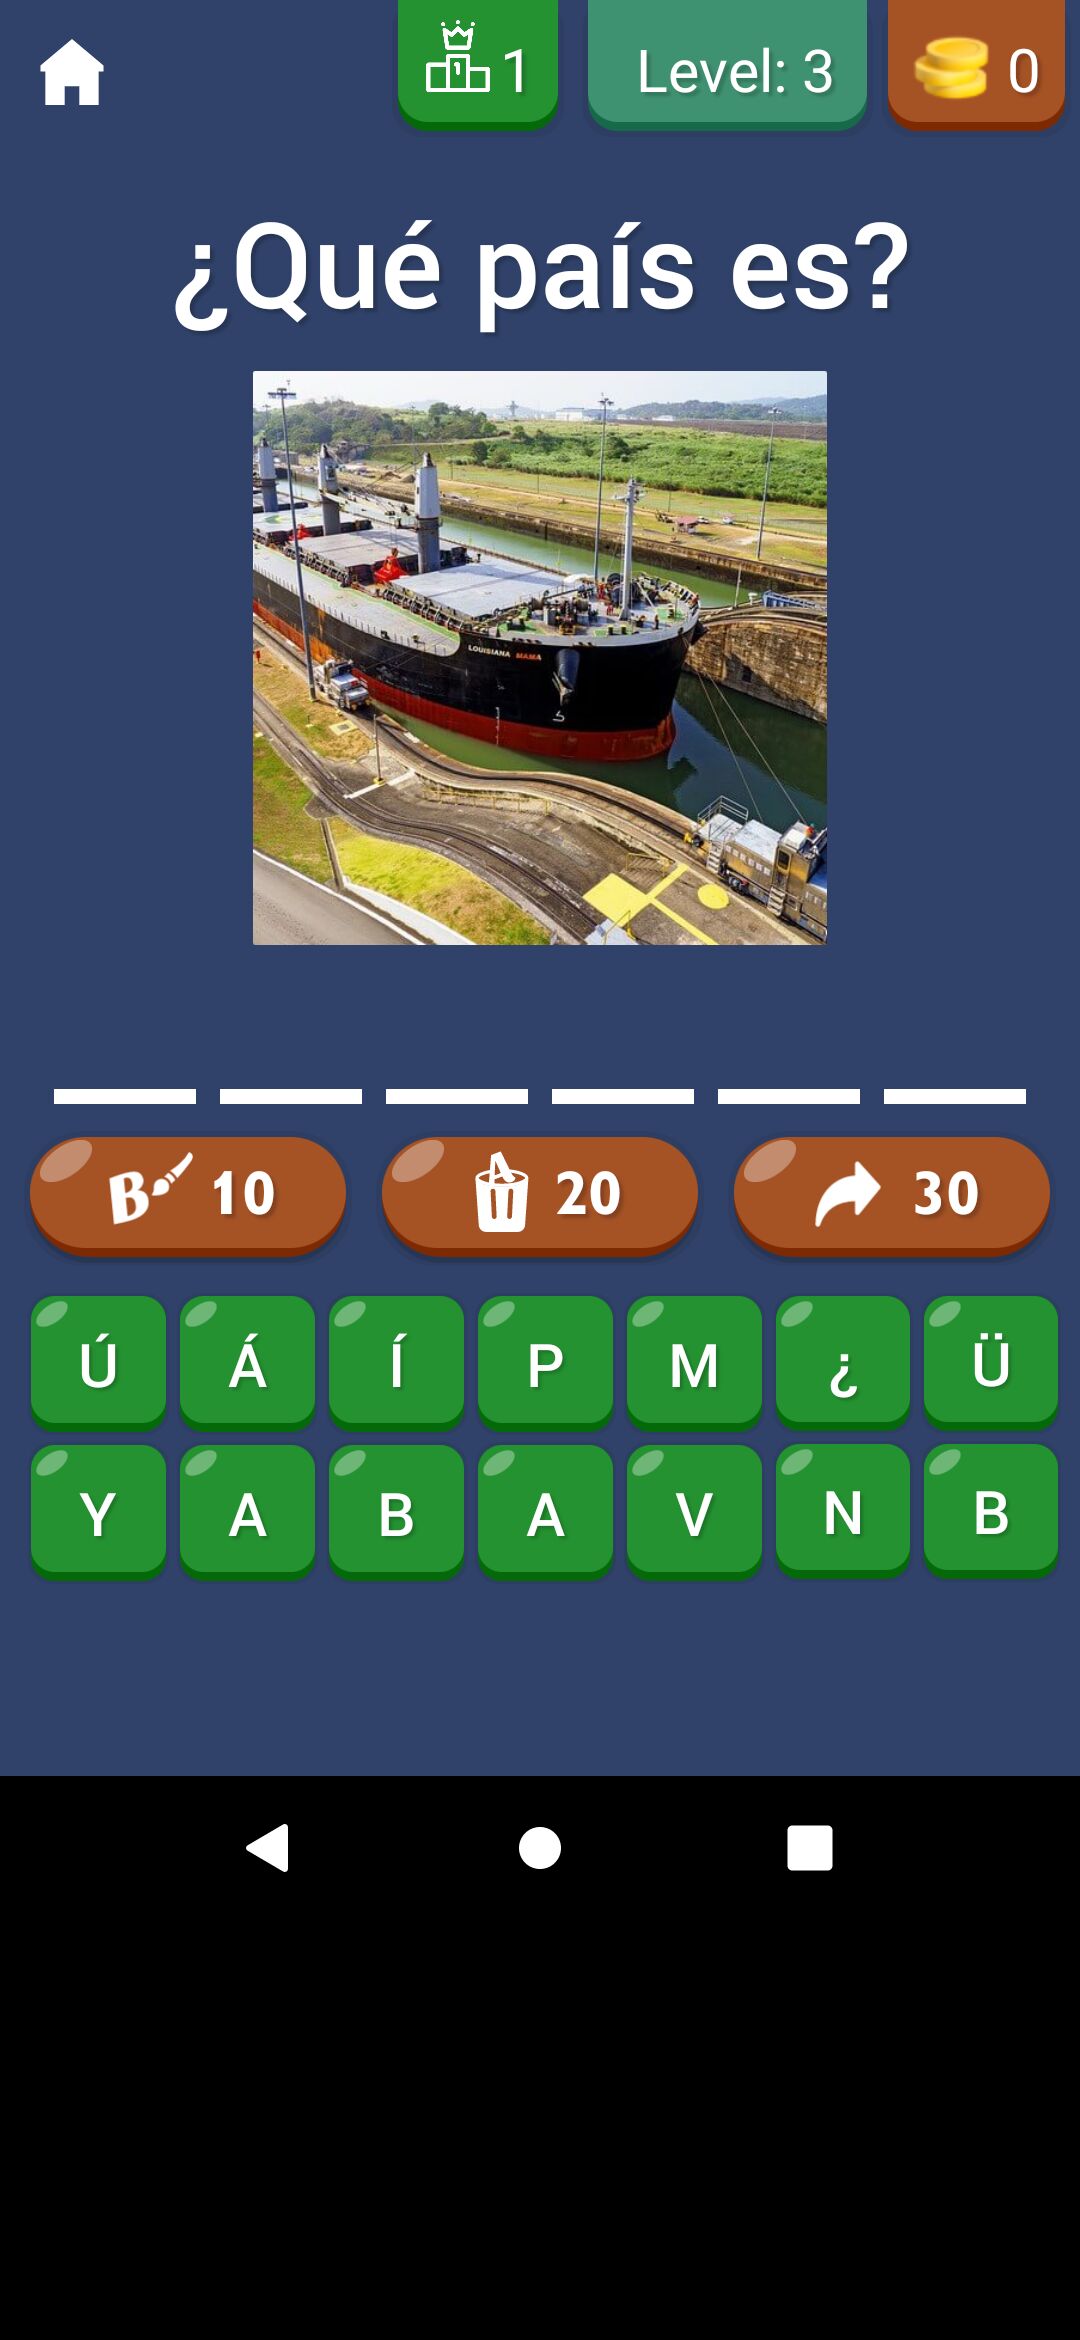 1
Level: 3
0
¿Qué país es?
LOUISIANA MAMA
B 10
20
30
Ú Á Í P M ¿ Ü
Y A B A V N B